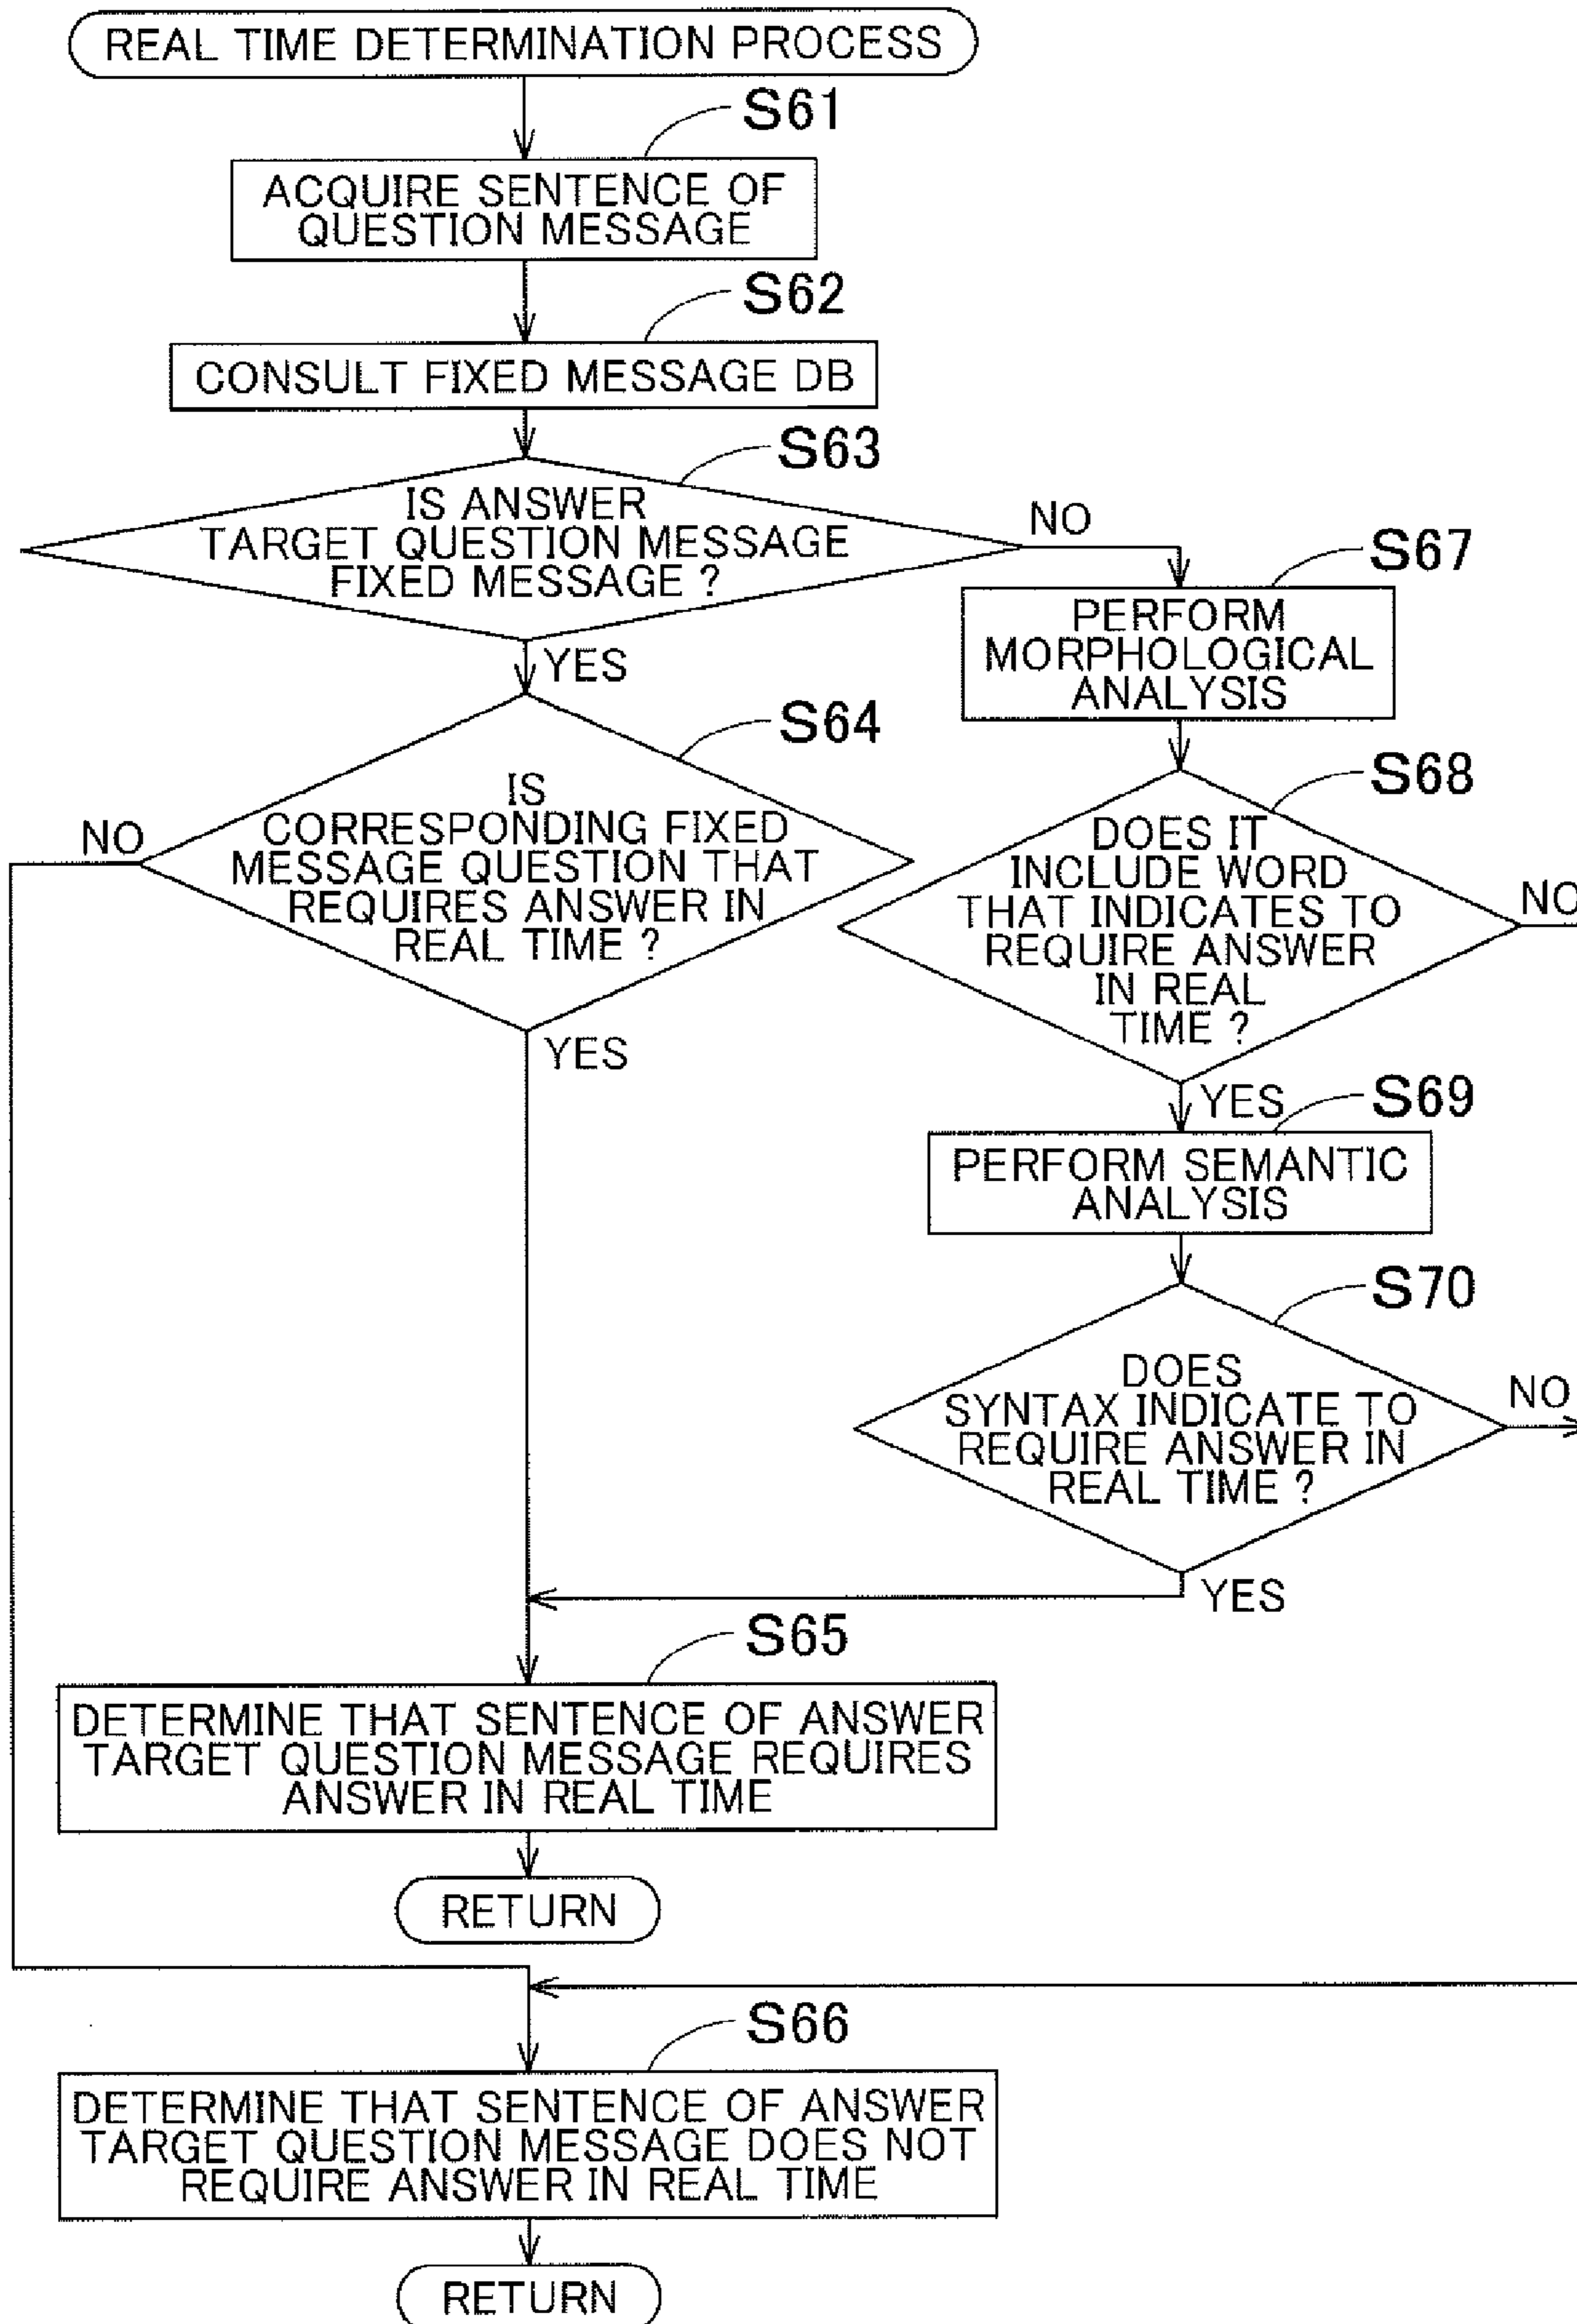 REAL TIME DETERMINATION PROCESS
S61
ACQUIRE SENTENCE OF
QUESTION MESSAGE
S62
CONSULT FIXED MESSAGE DB
S63
IS ANSWER
TARGET QUESTION MESSAGE
FIXED MESSAGE ?
NO
YES
S64
IS
CORRESPONDING FIXED
MESSAGE QUESTION THAT
REQUIRES ANSWER IN
REAL TIME ?
NO
YES
S67
PERFORM
MORPHOLOGICAL
ANALYSIS
S68
DOES IT
INCLUDE WORD
THAT INDICATES TO
REQUIRE ANSWER
IN REAL
TIME ?
NO
YES
S69
PERFORM SEMANTIC
ANALYSIS
S70
DOES
SYNTAX INDICATE TO
REQUIRE ANSWER IN
REAL TIME ?
NO
YES
S65
DETERMINE THAT SENTENCE OF ANSWER
TARGET QUESTION MESSAGE REQUIRES
ANSWER IN REAL TIME
RETURN
S66
DETERMINE THAT SENTENCE OF ANSWER
TARGET QUESTION MESSAGE DOES NOT
REQUIRE ANSWER IN REAL TIME
RETURN